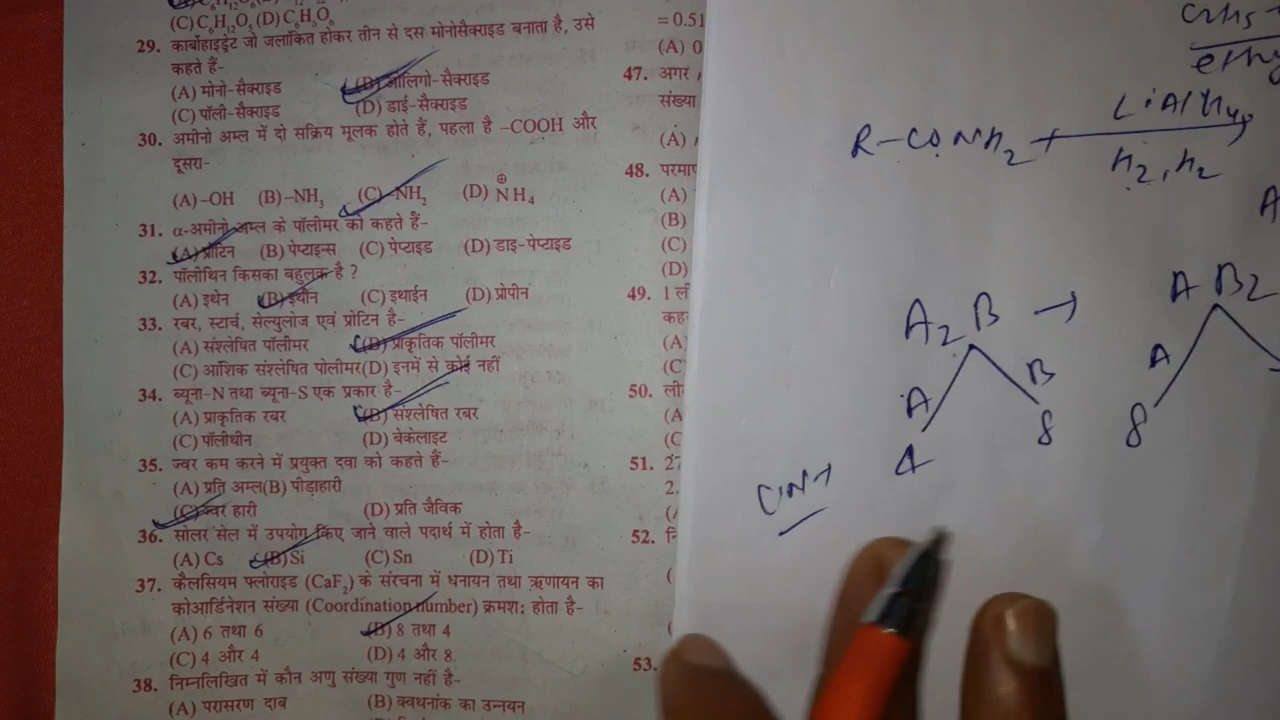 (C) C₆H₁₂O₅ (D) C₆H₅O₆
29. कार्बोहाइड्रेट जो जलांकित होकर तीन से दस मोनोसैक्राइड बनाता है, उसे
कहते हैं-
(A) मोनो-सैक्राइड (B) ऑलिगो-सैक्राइड
(C) पॉली-सैक्राइड (D) डाई-सैक्राइड
30. अमीनो अम्ल में दो सक्रिय मूलक होते हैं, पहला है –COOH और
दूसरा-
(A) –OH (B) –NH₃ (C) –NH₂ (D) N⊕H₄
31. α-अमीनो अम्ल के पॉलीमर को कहते हैं-
(A) प्रोटिन (B) पेप्टाइन्स (C) पेप्टाइड (D) डाइ-पेप्टाइड
32. पॉलीथिन किसका बहुलक है ?
(A) इथेन (B) इथीन (C) इथाईन (D) प्रोपीन
33. रबर, स्टार्च, सेल्युलोज एवं प्रोटिन है-
(A) संश्लेषित पॉलीमर (B) प्राकृतिक पॉलीमर
(C) आंशिक संश्लेषित पोलीमर (D) इनमें से कोई नहीं
34. ब्यूना-N तथा ब्यूना-S एक प्रकार है-
(A) प्राकृतिक रबर (B) संश्लेषित रबर
(C) पॉलीथीन (D) बेकेलाइट
35. ज्वर कम करने में प्रयुक्त दवा को कहते हैं-
(A) प्रति अम्ल (B) पीड़ाहारी
(C) ज्वर हारी (D) प्रति जैविक
36. सोलर सेल में उपयोग किए जाने वाले पदार्थ में होता है-
(A) Cs (B) Si (C) Sn (D) Ti
37. कैलसियम फ्लोराइड (CaF₂) के संरचना में धनायन तथा ऋणायन का
कोआर्डिनेशन संख्या (Coordination number) क्रमश: होता है-
(A) 6 तथा 6 (B) 8 तथा 4
(C) 4 और 4 (D) 4 और 8.
38. निम्नलिखित में कौन अणु संख्या गुण नहीं है-
(A) परासरण दाब (B) क्वथनांक का उन्नयन
= 0.51
(A) 0
47. अगर
संख्या
(A)
48.
(A)
(B)
(C)
(D)
49. 1
(A)
(C
50.
(A
(C
51. 27
2.
(A
52.
(
(
53.
R–CONH₂ + LiAlH₄
H₂, H₂
A₂B →
A B
4 8
AB₂
A
8